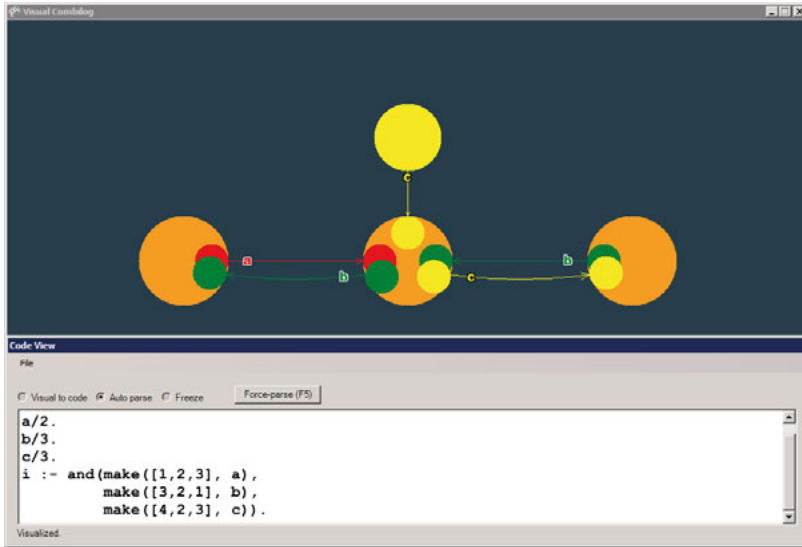 Visual Combilog
c
a
b
b
c
Code View
File
Visual to code Auto parse Freeze Force-parse (F5)
a/2.
b/3.
c/3.
i :- and(make([1,2,3], a),
make([3,2,1], b),
make([4,2,3], c)).
Visualized.